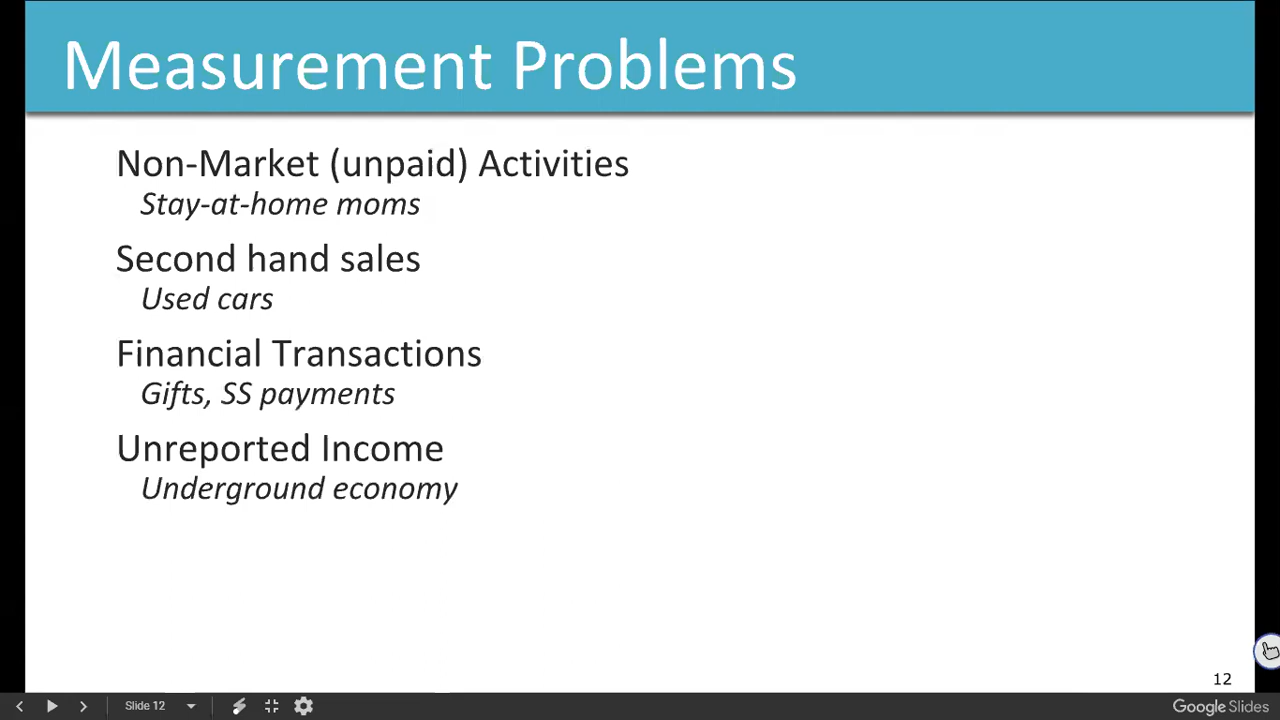 Measurement Problems
Non-Market (unpaid) Activities
Stay-at-home moms
Second hand sales
Used cars
Financial Transactions
Gifts, SS payments
Unreported Income
Underground economy
12
Slide 12
Google Slides